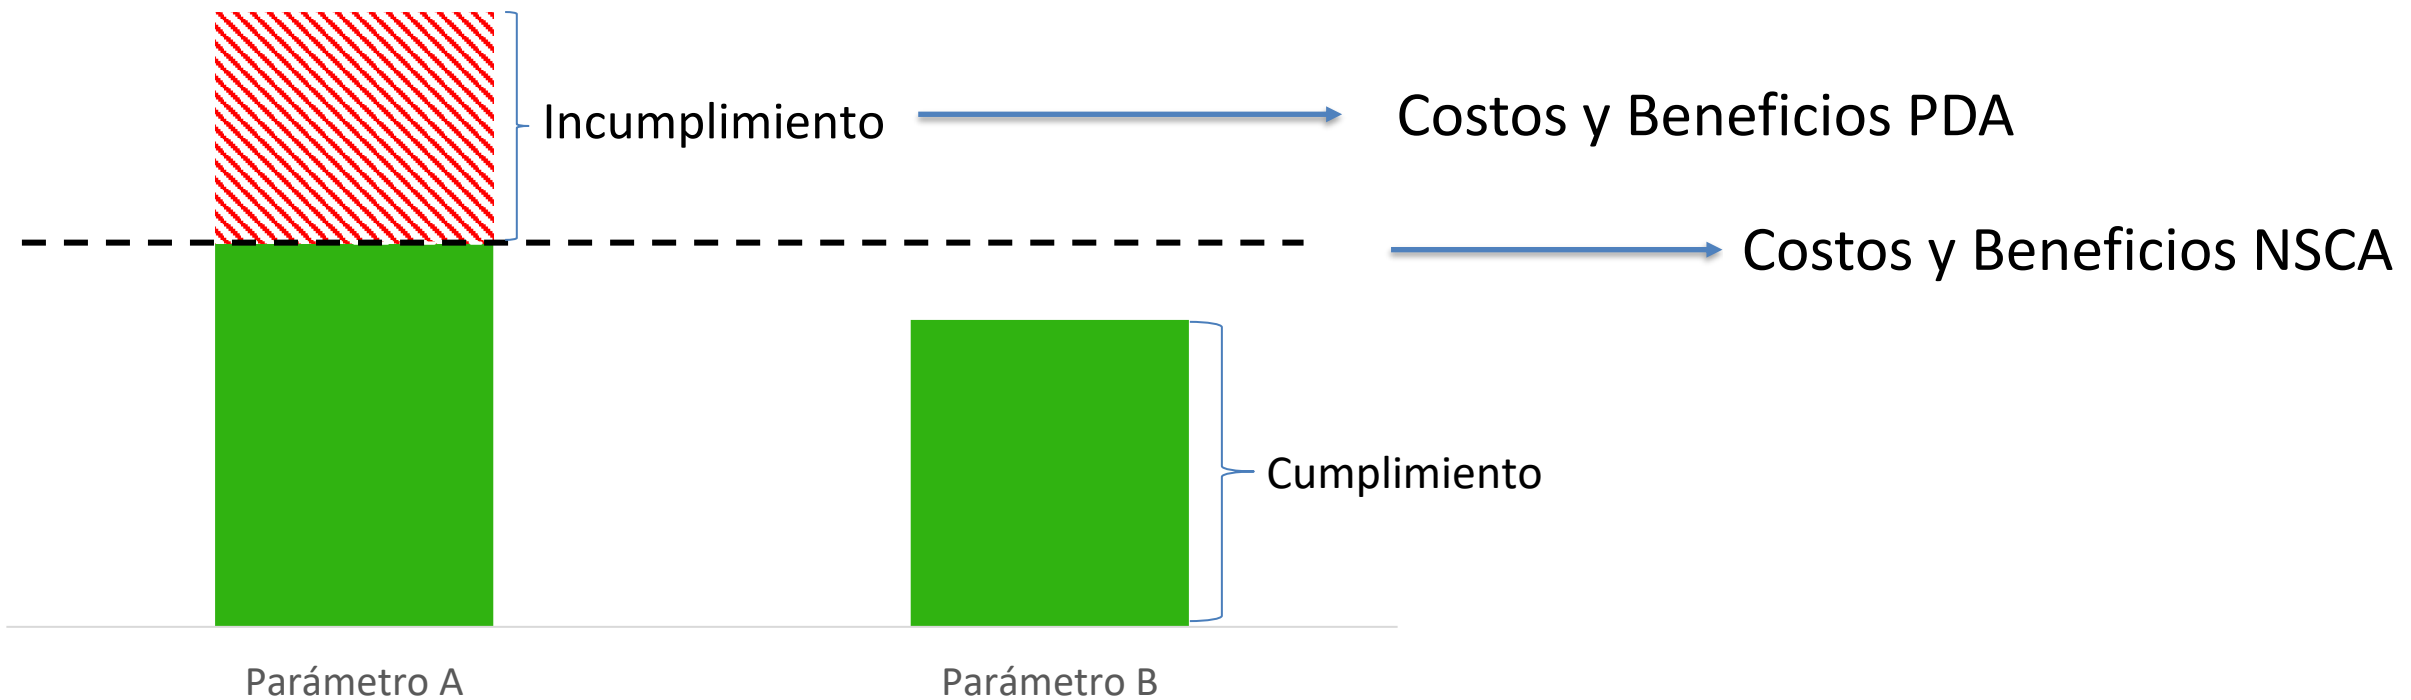 Incumplimiento
Costos y Beneficios PDA
Costos y Beneficios NSCA
Cumplimiento
Parámetro A
Parámetro B